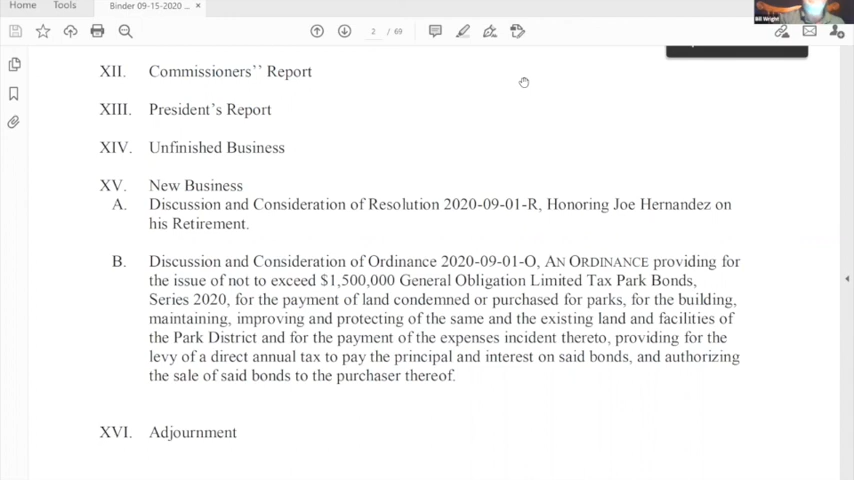 Home Tools Binder 09-15-2020 ... ×
2 / 69
Bill Wright
XII. Commissioners'' Report
XIII. President's Report
XIV. Unfinished Business
XV. New Business
A. Discussion and Consideration of Resolution 2020-09-01-R, Honoring Joe Hernandez on
his Retirement.
B. Discussion and Consideration of Ordinance 2020-09-01-O, AN ORDINANCE providing for
the issue of not to exceed $1,500,000 General Obligation Limited Tax Park Bonds,
Series 2020, for the payment of land condemned or purchased for parks, for the building,
maintaining, improving and protecting of the same and the existing land and facilities of
the Park District and for the payment of the expenses incident thereto, providing for the
levy of a direct annual tax to pay the principal and interest on said bonds, and authorizing
the sale of said bonds to the purchaser thereof.
XVI. Adjournment